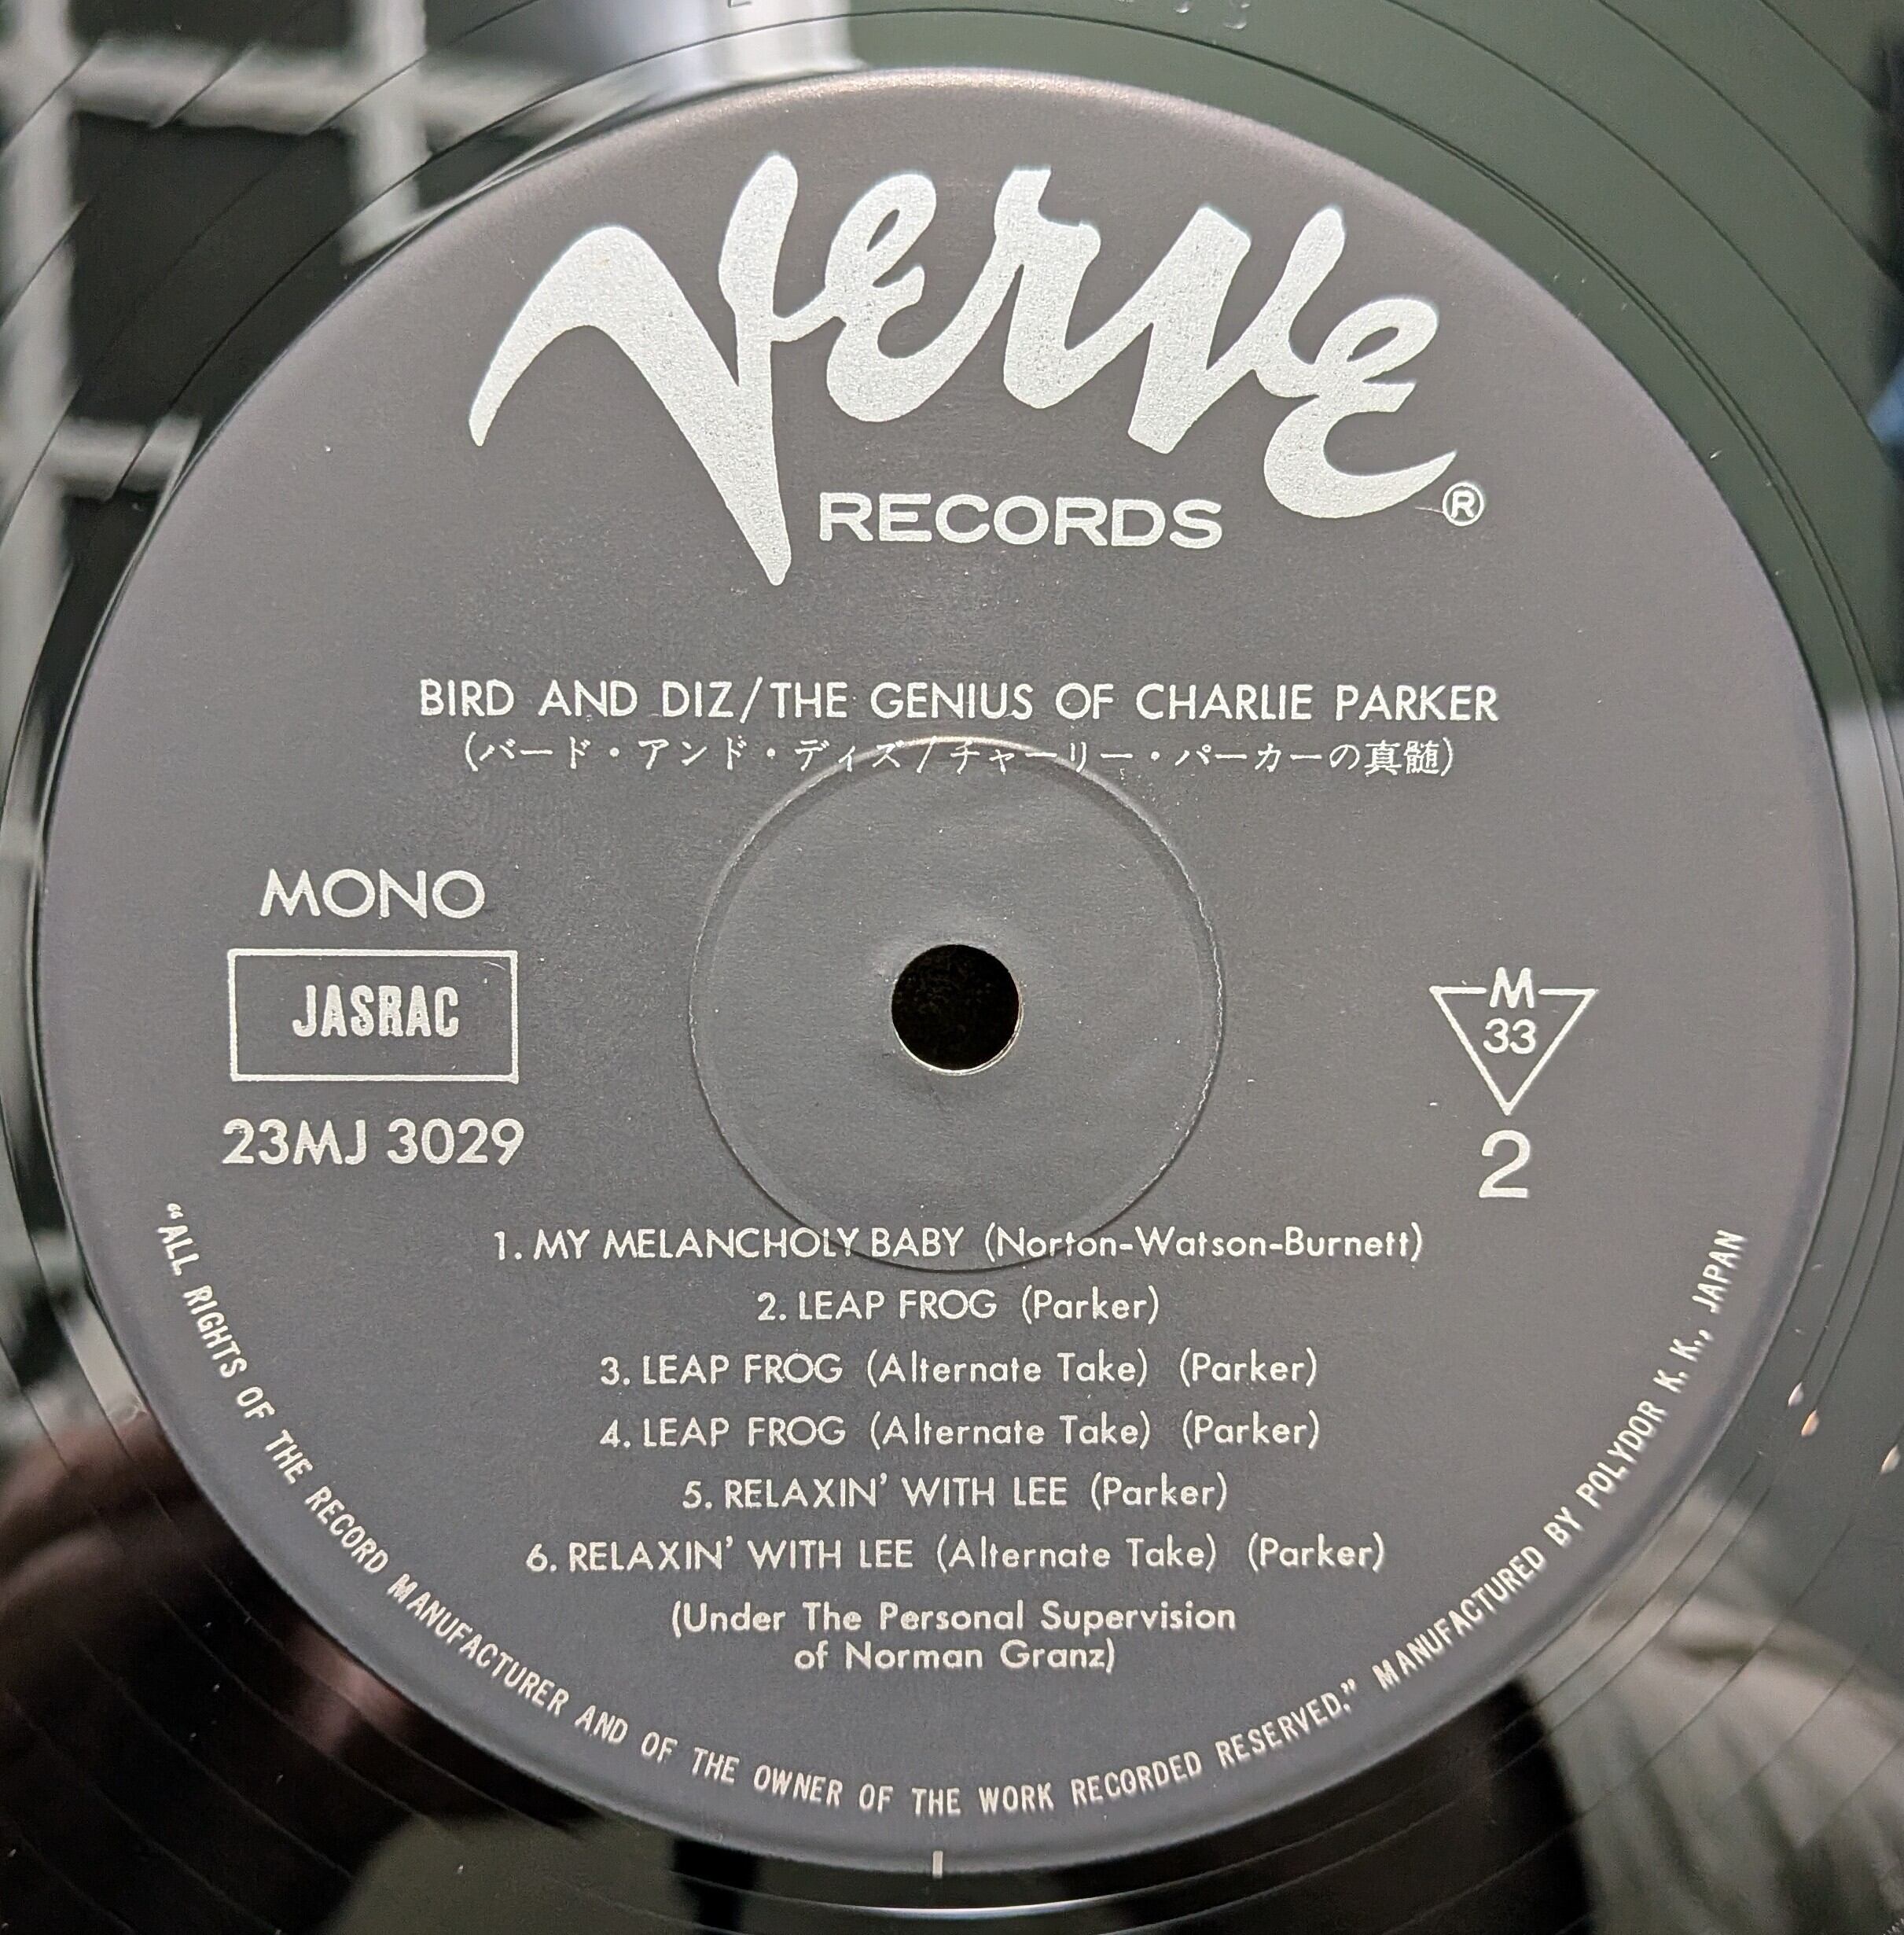 Verve
RECORDS ®
BIRD AND DIZ/THE GENIUS OF CHARLIE PARKER
(バード・アンド・ディズ/チャーリー・パーカーの真髄)
MONO
JASRAC
23MJ 3029
M
33
2
1. MY MELANCHOLY BABY (Norton-Watson-Burnett)
2. LEAP FROG (Parker)
3. LEAP FROG (Alternate Take) (Parker)
4. LEAP FROG (Alternate Take) (Parker)
5. RELAXIN' WITH LEE (Parker)
6. RELAXIN' WITH LEE (Alternate Take) (Parker)
(Under The Personal Supervision
of Norman Granz)
"ALL RIGHTS OF THE RECORD MANUFACTURER AND OF THE OWNER OF THE WORK RECORDED RESERVED." MANUFACTURED BY POLYDOR K. K., JAPAN